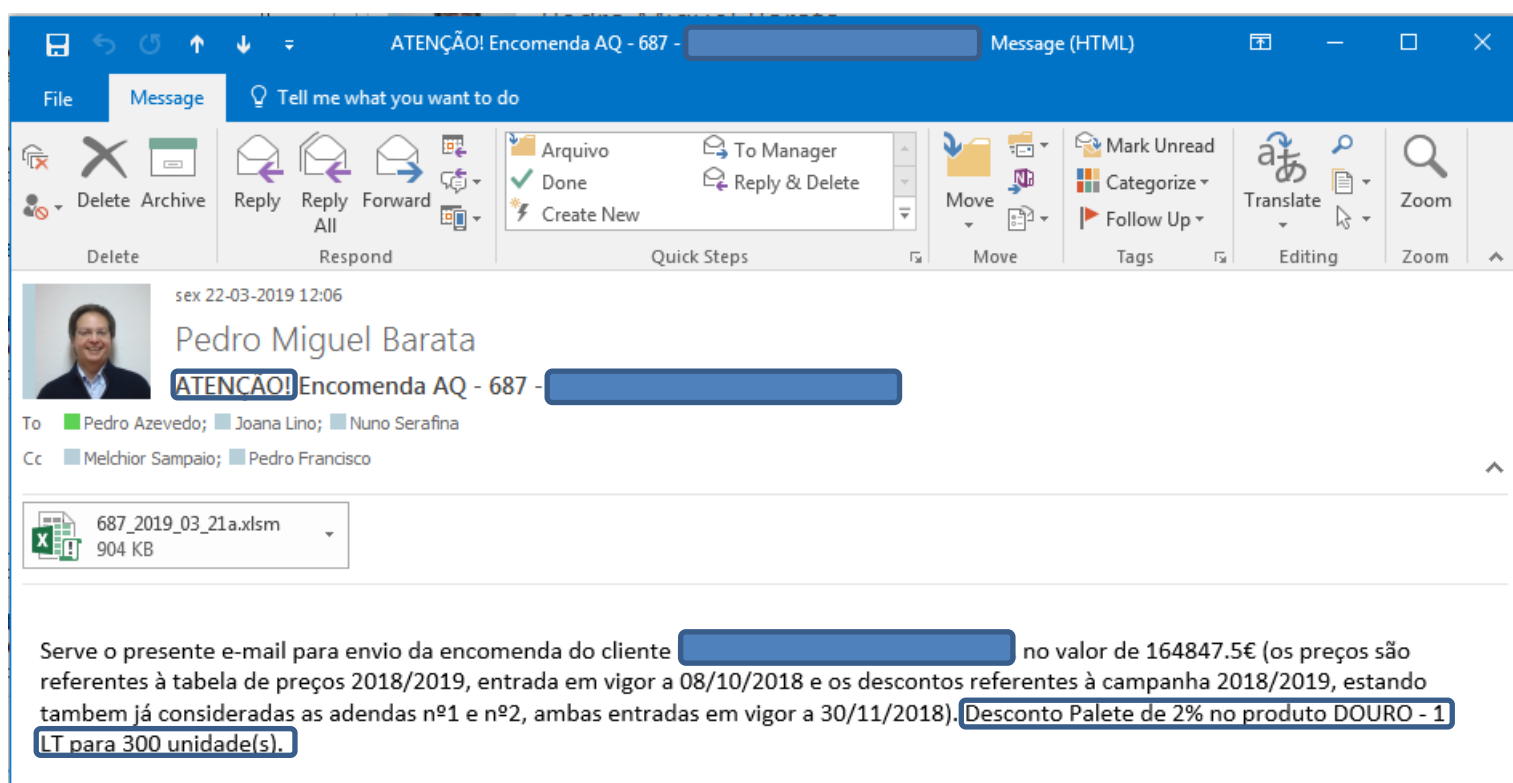 ATENÇÃO! Encomenda AQ - 687 - Message (HTML)
File Message Tell me what you want to do
Delete Archive Reply Reply All Forward Arquivo Done Create New To Manager Reply & Delete Move Mark Unread Categorize Follow Up Translate Zoom
Delete Respond Quick Steps Move Tags Editing Zoom
sex 22-03-2019 12:06
Pedro Miguel Barata
ATENÇÃO! Encomenda AQ - 687 -
To Pedro Azevedo; Joana Lino; Nuno Serafina
Cc Melchior Sampaio; Pedro Francisco
687_2019_03_21a.xlsm
904 KB
Serve o presente e-mail para envio da encomenda do cliente no valor de 164847.5€ (os preços são
referentes à tabela de preços 2018/2019, entrada em vigor a 08/10/2018 e os descontos referentes à campanha 2018/2019, estando
tambem já consideradas as adendas nº1 e nº2, ambas entradas em vigor a 30/11/2018). Desconto Palete de 2% no produto DOURO - 1
LT para 300 unidade(s).